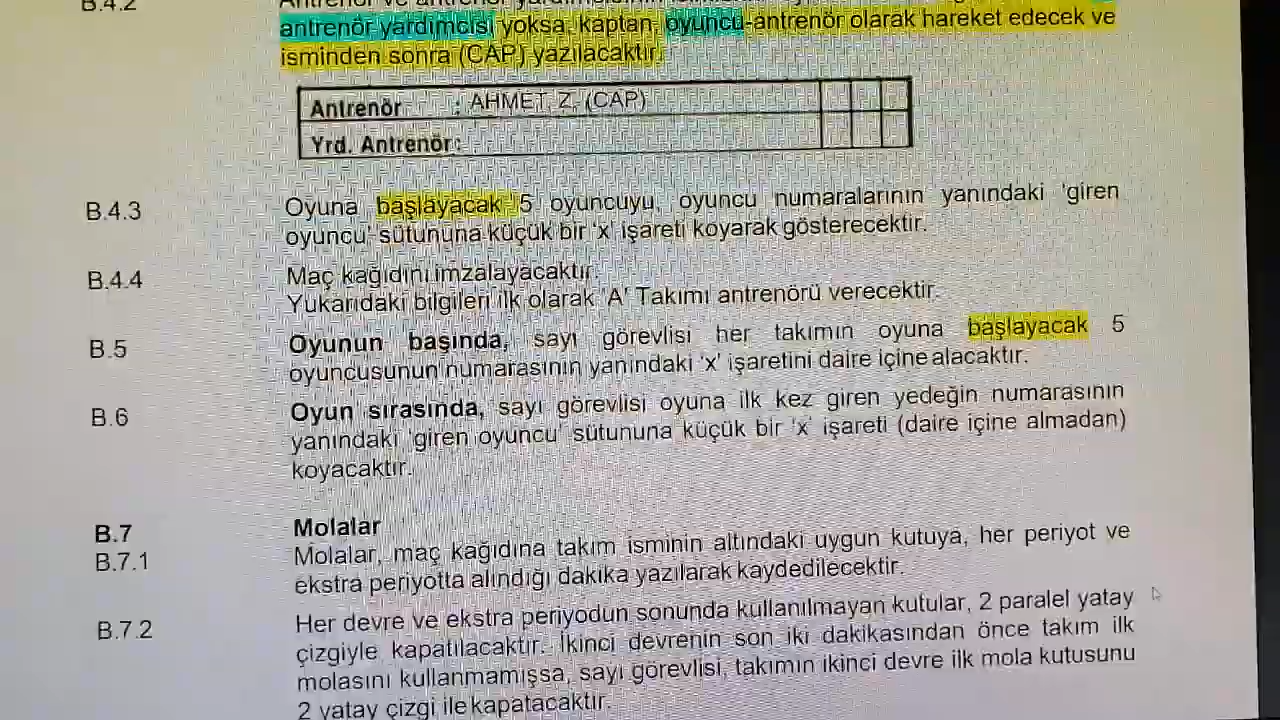 B.4.2
antrenör yardımcısı yoksa, kaptan, oyuncu-antrenör olarak hareket edecek ve
isminden sonra (CAP) yazılacaktır.
Antrenör : AHMET, Z. (CAP)
Yrd. Antrenör:
B.4.3 Oyuna başlayacak 5 oyuncuyu, oyuncu numaralarının yanındaki 'giren
oyuncu' sütununa küçük bir 'x' işareti koyarak gösterecektir.
B.4.4 Maç kağıdını imzalayacaktır.
Yukarıdaki bilgileri ilk olarak 'A' Takımı antrenörü verecektir.
B.5 Oyunun başında, sayı görevlisi her takımın oyuna başlayacak 5
oyuncusunun numarasının yanındaki 'x' işaretini daire içine alacaktır.
B.6 Oyun sırasında, sayı görevlisi oyuna ilk kez giren yedeğin numarasının
yanındaki 'giren oyuncu' sütununa küçük bir 'x' işareti (daire içine almadan)
koyacaktır.
B.7 Molalar
B.7.1 Molalar, maç kağıdına takım isminin altındaki uygun kutuya, her periyot ve
ekstra periyotta alındığı dakika yazılarak kaydedilecektir.
B.7.2 Her devre ve ekstra periyodun sonunda kullanılmayan kutular, 2 paralel yatay
çizgiyle kapatılacaktır. İkinci devrenin son iki dakikasından önce takım ilk
molasını kullanmamışsa, sayı görevlisi, takımın ikinci devre ilk mola kutusunu
2 yatay çizgi ile kapatacaktır.